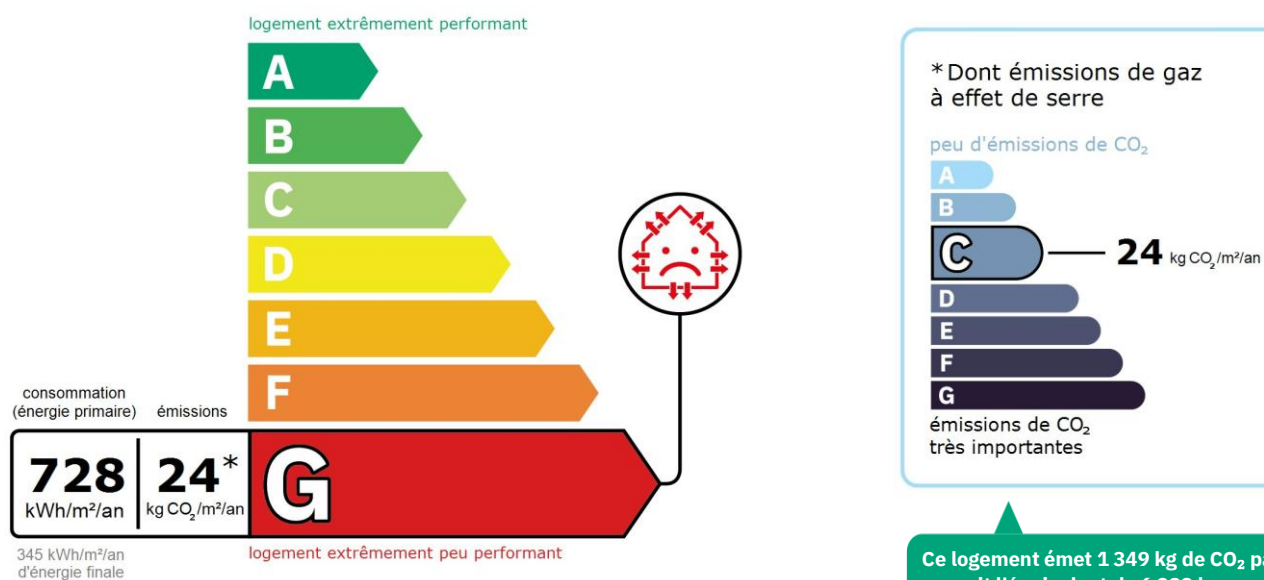 logement extrêmement performant
A
B
C
D
E
F
G
consommation
(énergie primaire)
émissions
728
kWh/m²/an
24*
kg CO₂/m²/an
345 kWh/m²/an
d'énergie finale
logement extrêmement peu performant
*Dont émissions de gaz
à effet de serre
peu d'émissions de CO₂
A
B
C
24 kg CO₂/m²/an
D
E
F
G
émissions de CO₂
très importantes
Ce logement émet 1 349 kg de CO₂